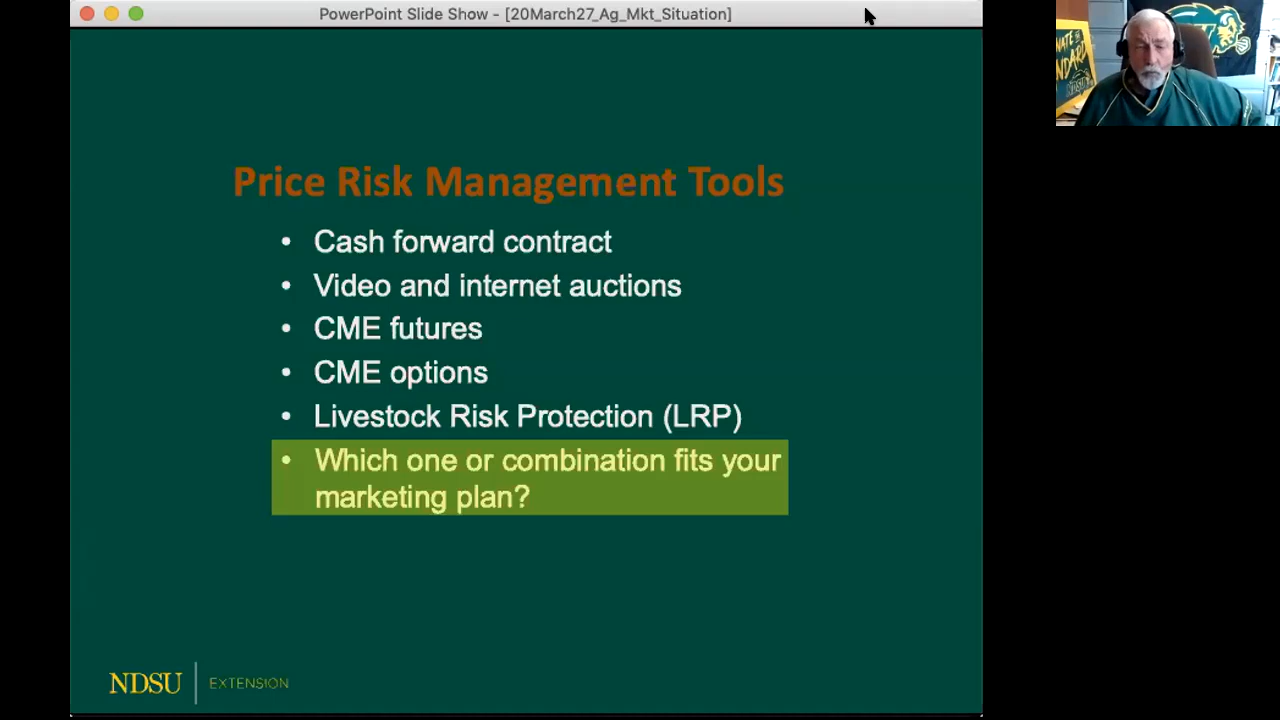 PowerPoint Slide Show - [20March27_Ag_Mkt_Situation]
Price Risk Management Tools
• Cash forward contract
• Video and internet auctions
• CME futures
• CME options
• Livestock Risk Protection (LRP)
• Which one or combination fits your
marketing plan?
NDSU
EXTENSION
NDSU